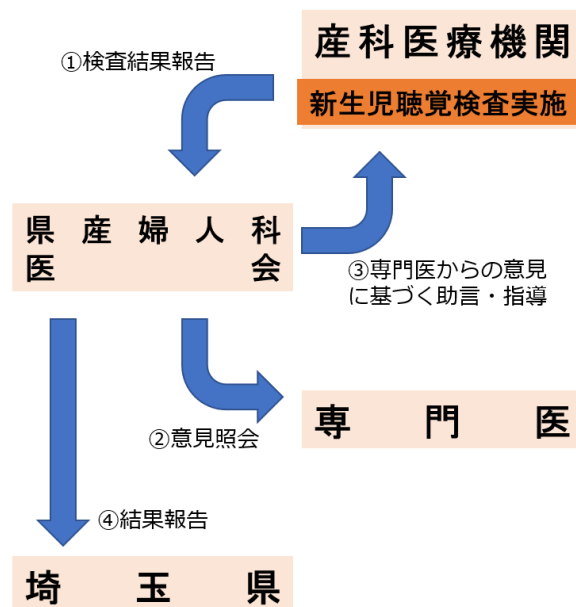 産科医療機関
①検査結果報告
新生児聴覚検査実施
県産婦人科
医会
③専門医からの意見
に基づく助言・指導
専門医
②意見照会
④結果報告
埼玉県